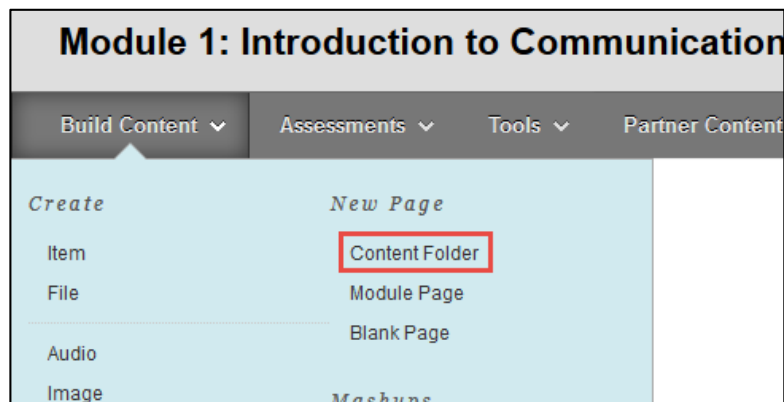 Module 1: Introduction to Communication
Build Content Assessments Tools Partner Content
Create
Item
File
Audio
Image
New Page
Content Folder
Module Page
Blank Page
Mashups